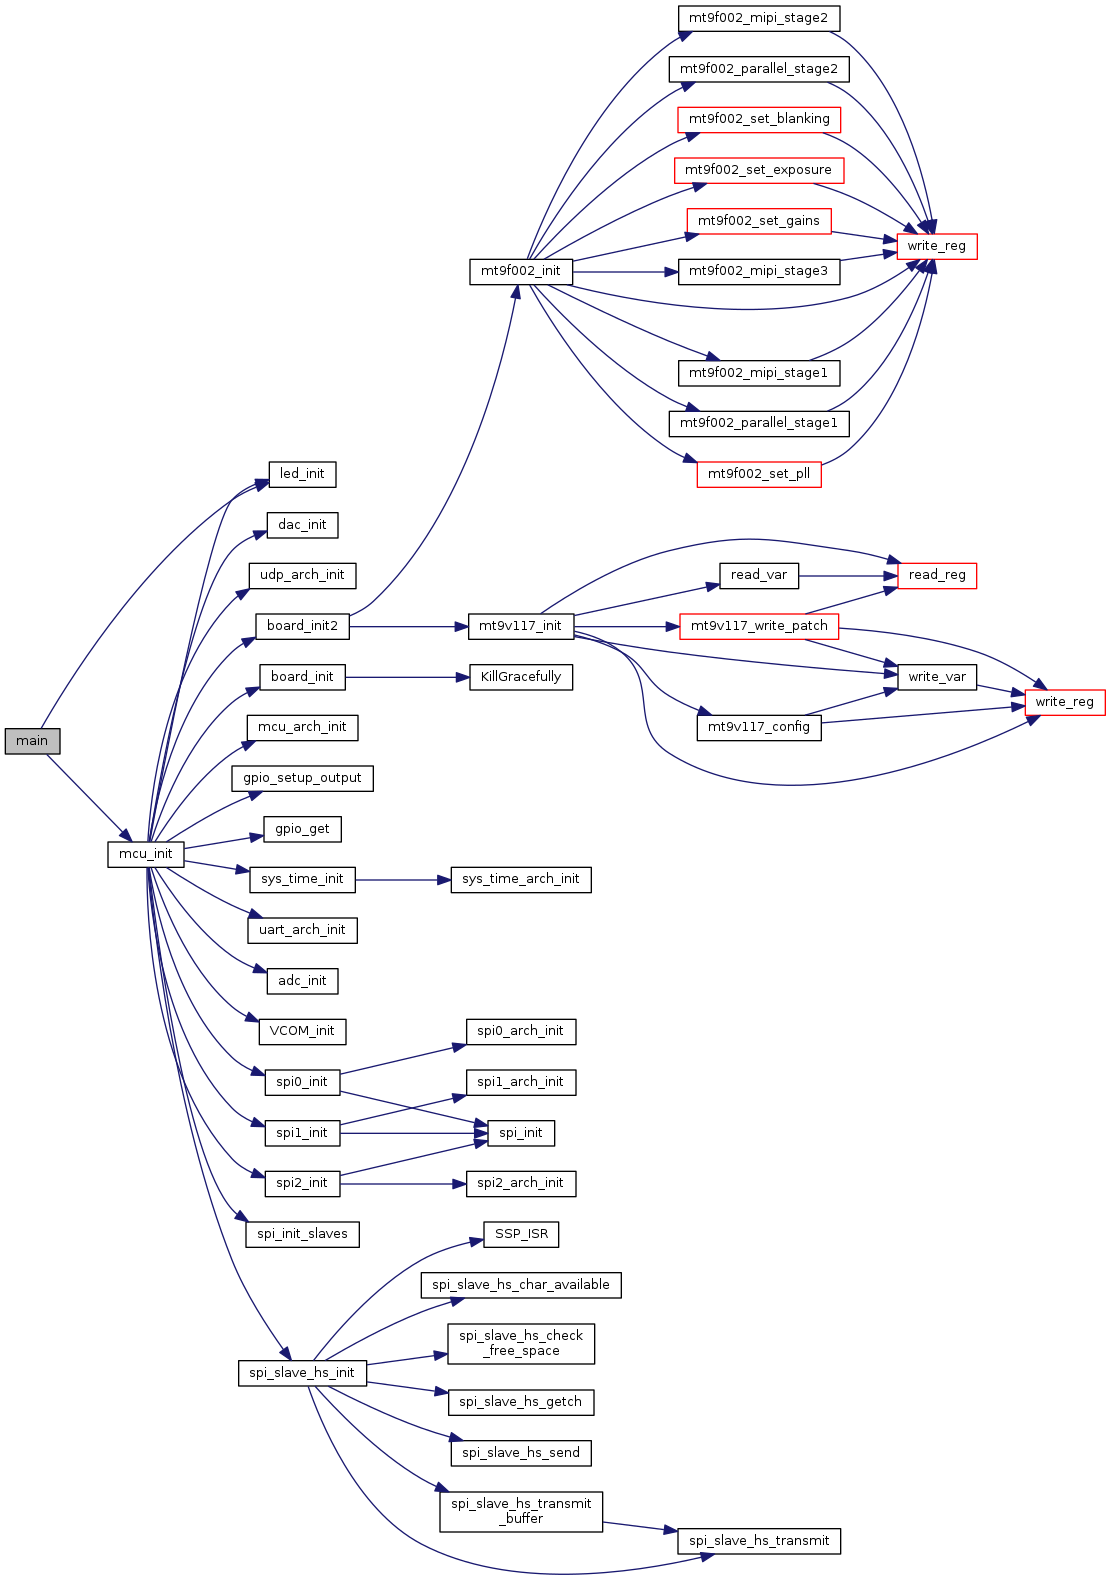 mt9f002_mipi_stage2
mt9f002_parallel_stage2
mt9f002_set_blanking
mt9f002_set_exposure
mt9f002_set_gains
write_reg
mt9f002_init
mt9f002_mipi_stage3
mt9f002_mipi_stage1
mt9f002_parallel_stage1
mt9f002_set_pll
led_init
dac_init
udp_arch_init
read_var
read_reg
board_init2
mt9v117_init
mt9v117_write_patch
board_init
KillGracefully
write_var
write_reg
mcu_arch_init
mt9v117_config
main
gpio_setup_output
gpio_get
mcu_init
sys_time_init
sys_time_arch_init
uart_arch_init
adc_init
VCOM_init
spi0_arch_init
spi0_init
spi1_arch_init
spi1_init
spi_init
spi2_init
spi2_arch_init
spi_init_slaves
SSP_ISR
spi_slave_hs_char_available
spi_slave_hs_check
_free_space
spi_slave_hs_init
spi_slave_hs_getch
spi_slave_hs_send
spi_slave_hs_transmit
_buffer
spi_slave_hs_transmit